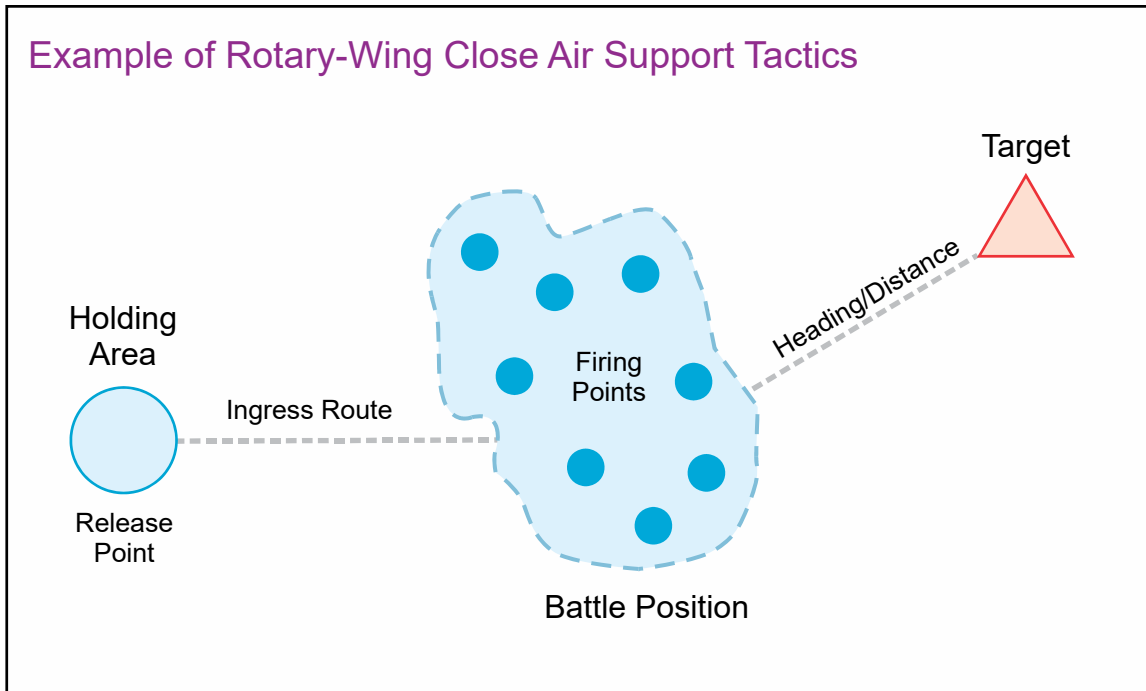 Example of Rotary-Wing Close Air Support Tactics
Target
Heading/Distance
Holding
Area
Firing
Points
Ingress Route
Release
Point
Battle Position